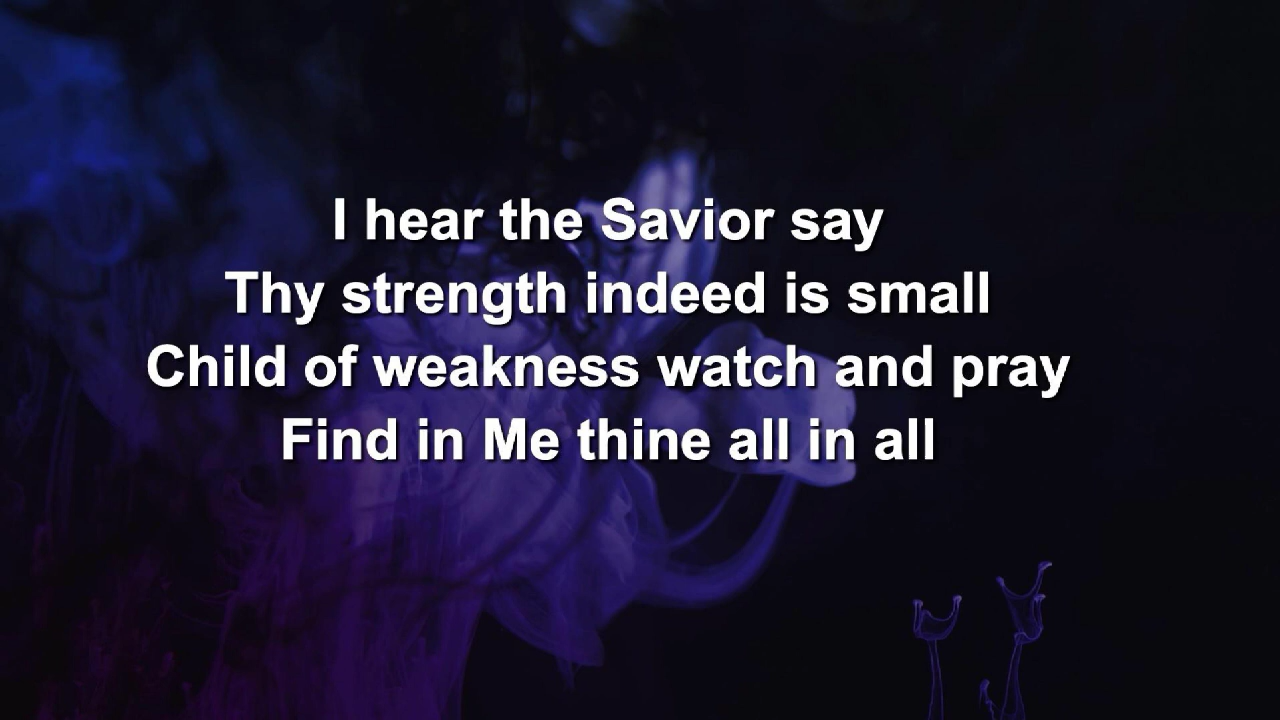 I hear the Savior say
Thy strength indeed is small
Child of weakness watch and pray
Find in Me thine all in all